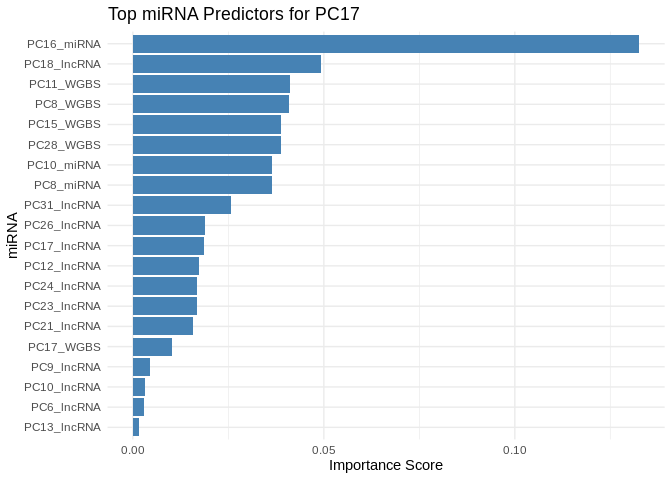 Top miRNA Predictors for PC17
PC16_miRNA
PC18_lncRNA
PC11_WGBS
PC8_WGBS
PC15_WGBS
PC28_WGBS
PC10_miRNA
PC8_miRNA
PC31_lncRNA
PC26_lncRNA
PC17_lncRNA
PC12_lncRNA
PC24_lncRNA
PC23_lncRNA
PC21_lncRNA
PC17_WGBS
PC9_lncRNA
PC10_lncRNA
PC6_lncRNA
PC13_lncRNA
miRNA
0.00 0.05 0.10
Importance Score